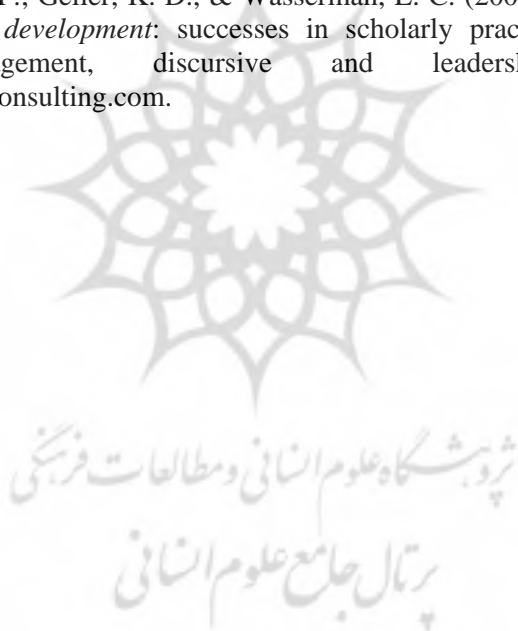 F.; Geller, K. D., & Wasserman, E. C. (200
development: successes in scholarly prac
gement, discursive and leadersh
onsulting.com.
پژوهشگاه علوم انسانی و مطالعات فرهنگی
پرتال جامع علوم انسانی